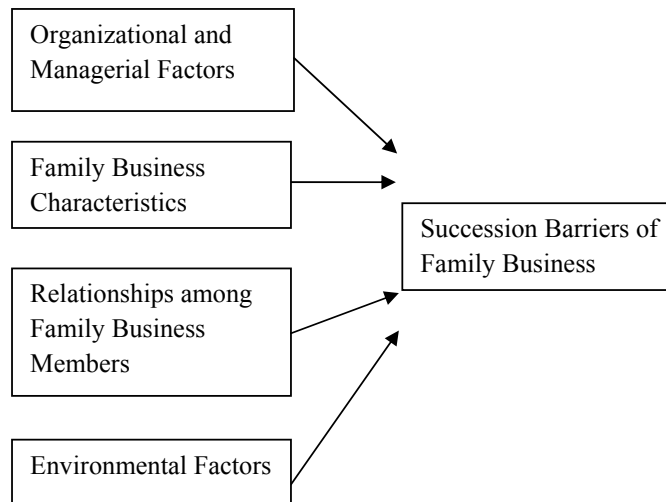 Organizational and
Managerial Factors
Family Business
Characteristics
Succession Barriers of
Family Business
Relationships among
Family Business
Members
Environmental Factors